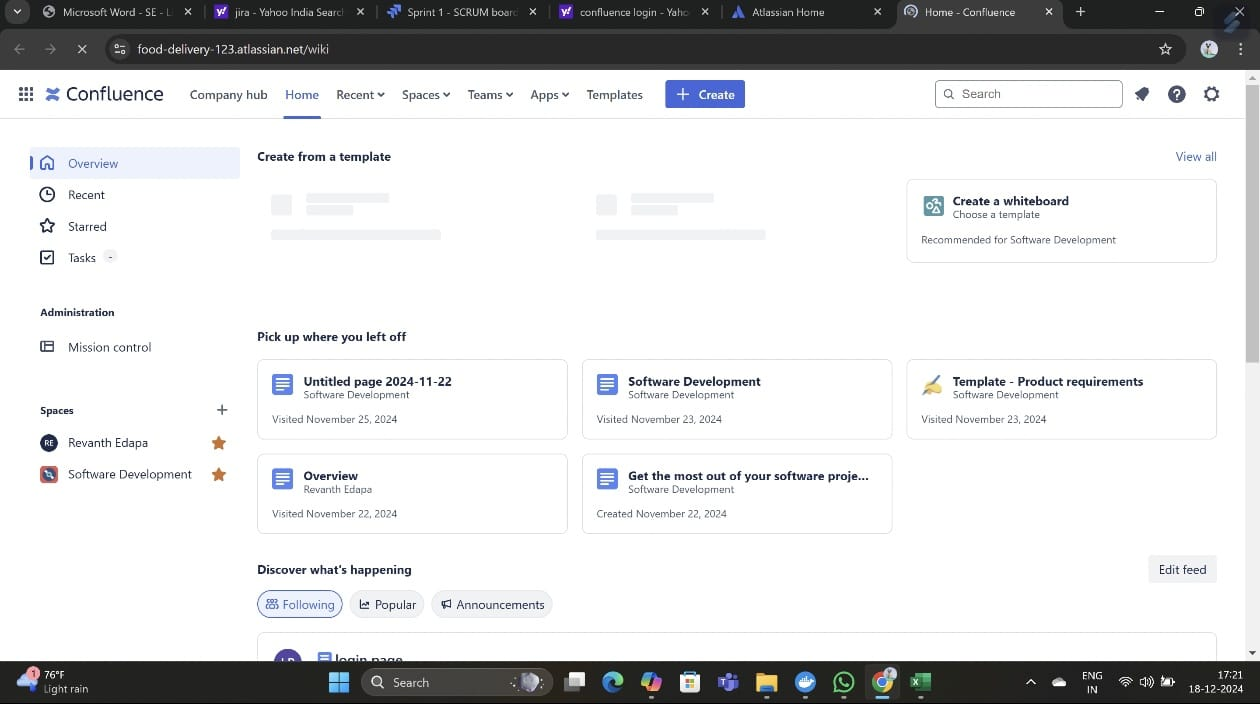 Microsoft Word - SE - L
jira - Yahoo India Search
Sprint 1 - SCRUM board
confluence login - Yaho
Atlassian Home
Home - Confluence
food-delivery-123.atlassian.net/wiki
Confluence
Company hub
Home
Recent
Spaces
Teams
Apps
Templates
+ Create
Search
Overview
Recent
Starred
Tasks -
Administration
Mission control
Spaces
RE Revanth Edapa
Software Development
Create from a template
View all
Create a whiteboard
Choose a template
Recommended for Software Development
Pick up where you left off
Untitled page 2024-11-22
Software Development
Visited November 25, 2024
Software Development
Software Development
Visited November 23, 2024
Template - Product requirements
Software Development
Visited November 23, 2024
Overview
Revanth Edapa
Visited November 22, 2024
Get the most out of your software proje...
Software Development
Created November 22, 2024
Discover what's happening
Edit feed
Following
Popular
Announcements
login page
1
76°F
Light rain
Search
ENG
IN
17:21
18-12-2024